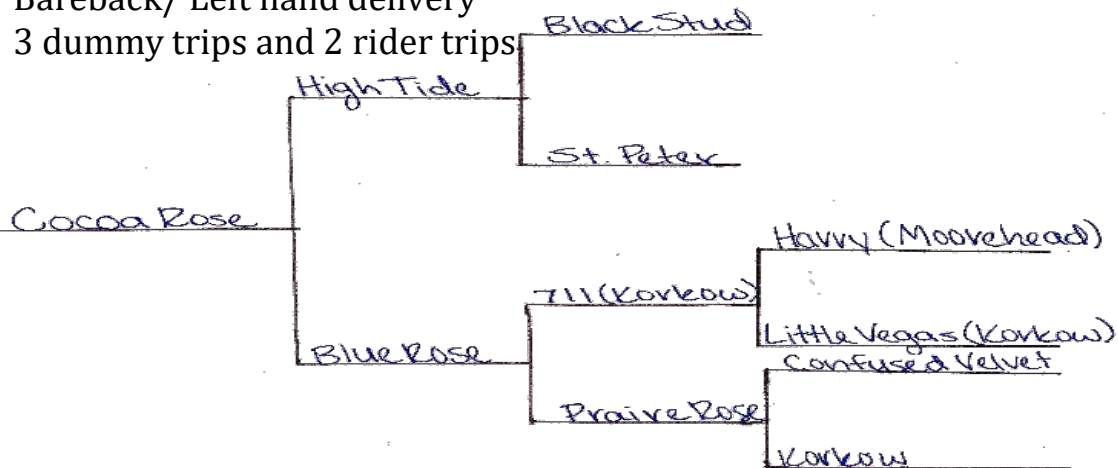 Bareback/ Left hand delivery
3 dummy trips and 2 rider trips
Black Stud
High Tide
St. Peter
Cocoa Rose
Harry (Moorehead)
711 (Korkow)
Little Vegas (Korkow)
Blue Rose
Confused Velvet
Praire Rose
Korkow